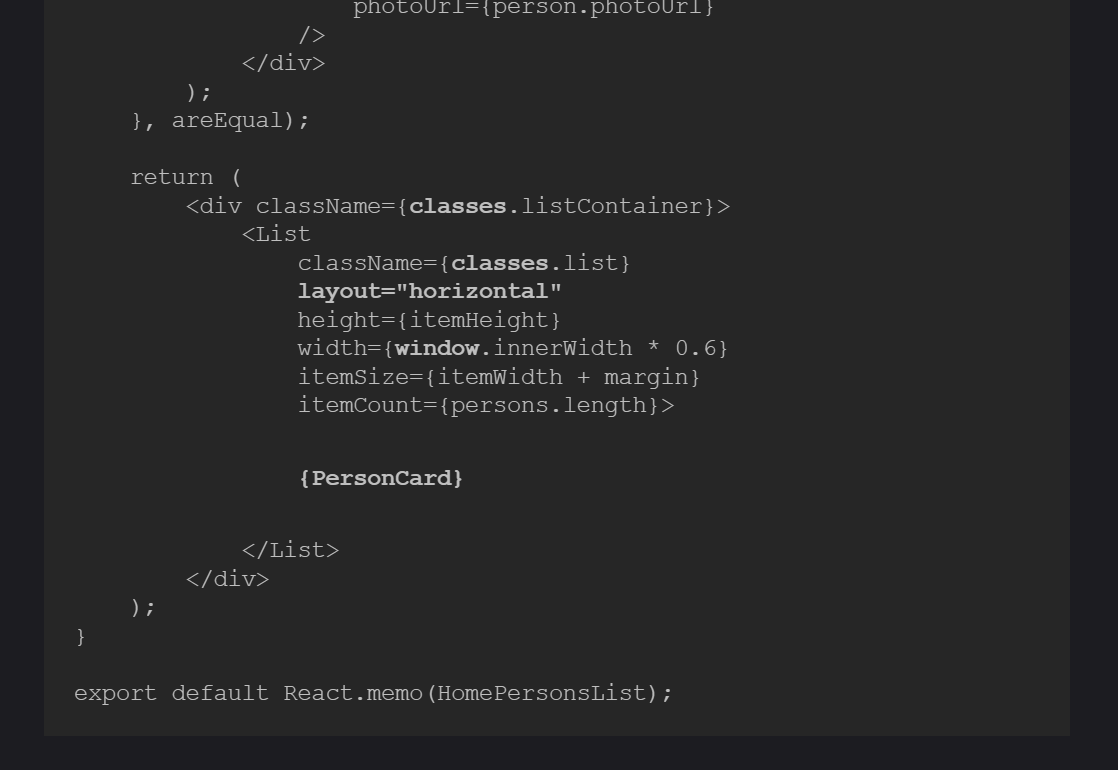 photoUrl={person.photoUrl}
/>
</div>
);
}, areEqual);
return (
<div className={classes.listContainer}>
<List
className={classes.list}
layout="horizontal"
height={itemHeight}
width={window.innerWidth * 0.6}
itemSize={itemWidth + margin}
itemCount={persons.length}>
{PersonCard}
</List>
</div>
);
}
export default React.memo(HomePersonsList);